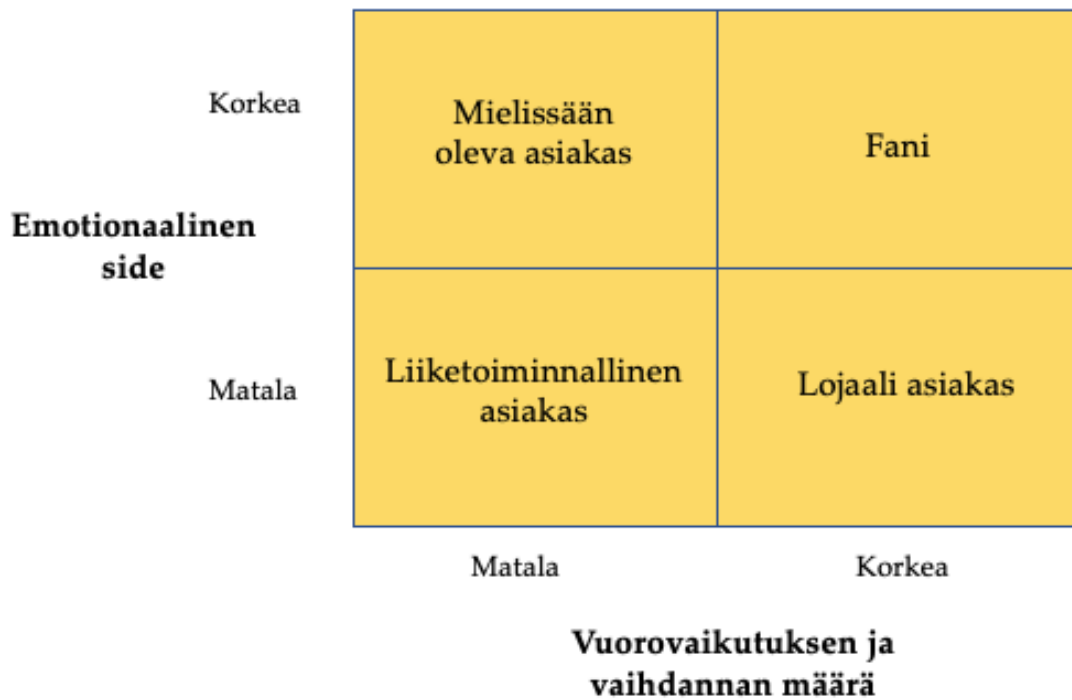 Korkea
Mielissään
oleva asiakas
Fani
Emotionaalinen
side
Matala
Liiketoiminnallinen
asiakas
Lojaali asiakas
Matala
Korkea
Vuorovaikutuksen ja
vaihdannan määrä